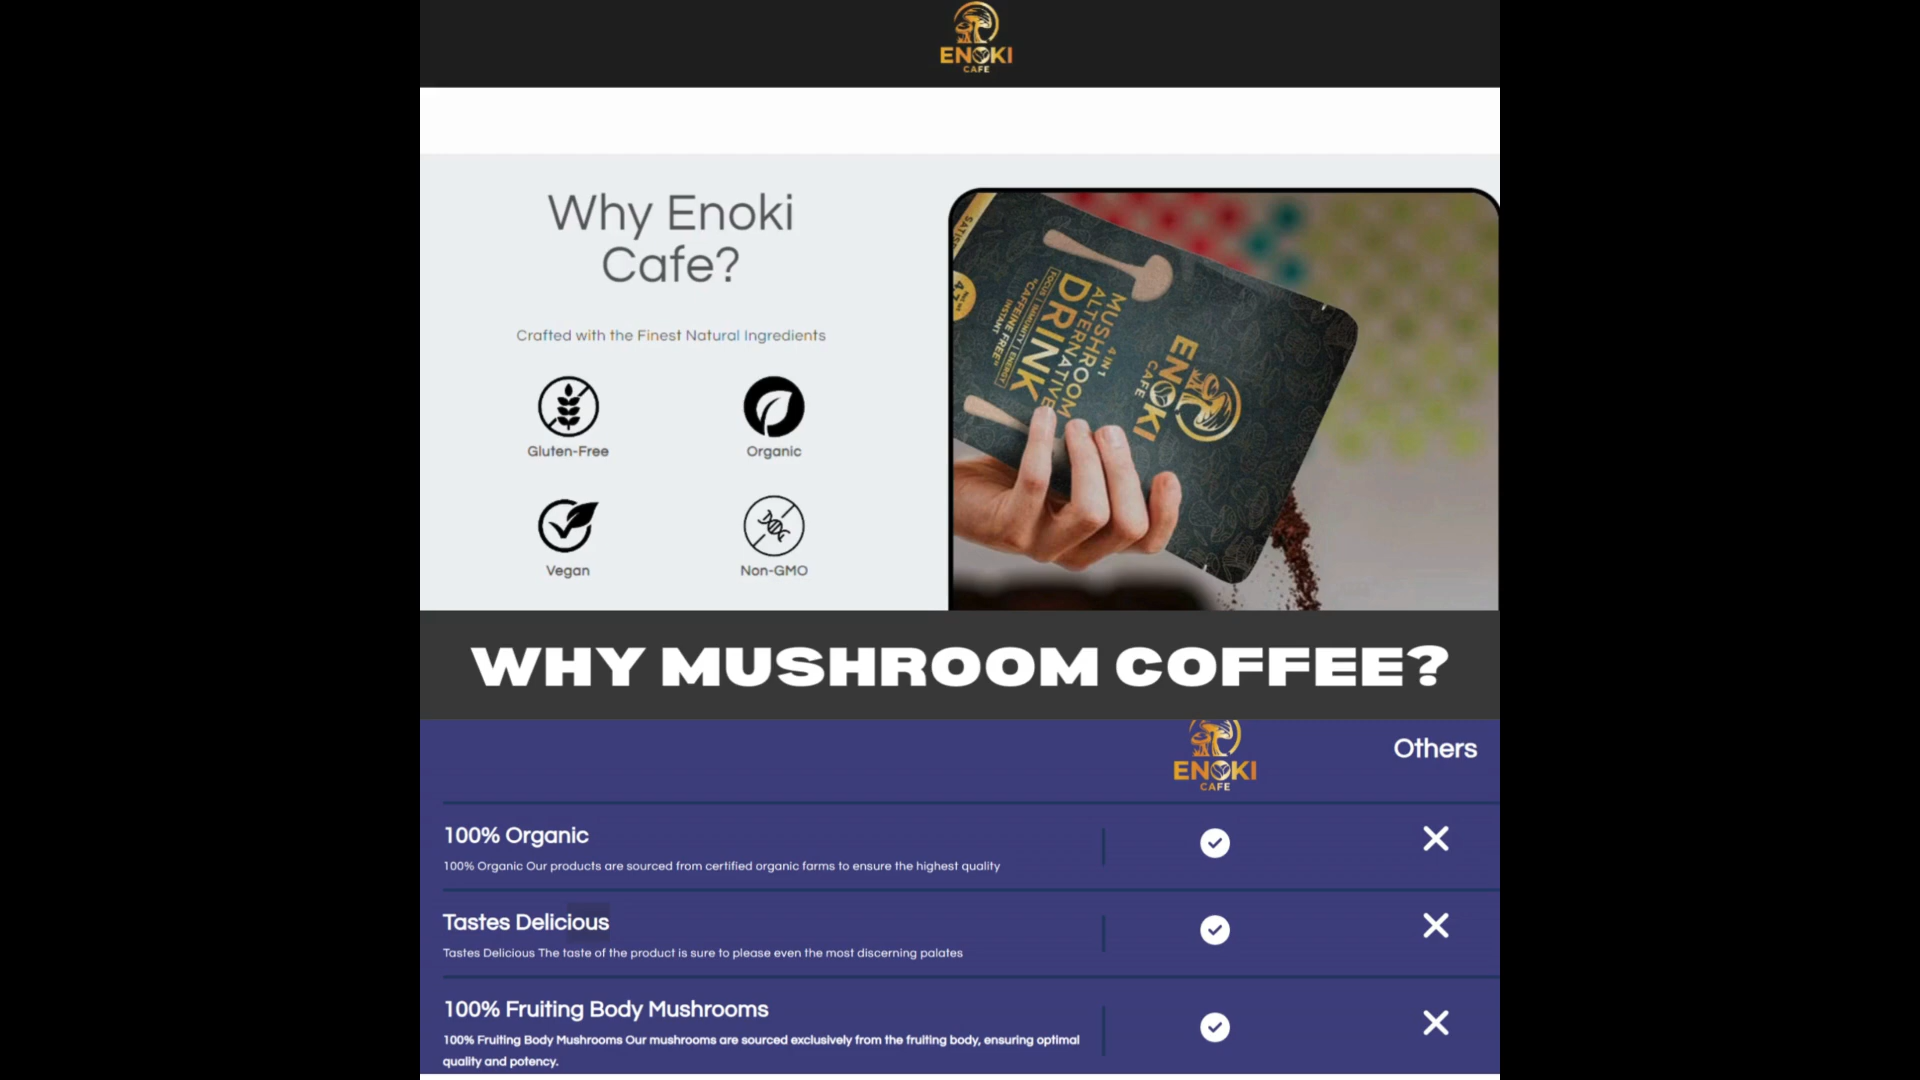 ENOKI
CAFE
Why Enoki
Cafe?
Crafted with the Finest Natural Ingredients
Gluten-Free
Organic
Vegan
Non-GMO
SATISF
4 IN 1
MUSHROOM
ALTERNATIVE
DRINK
FOCUS | IMMUNITY | ENERGY
"CAFFEINE FREE"
INSTANT
ENOKI
CAFE
WHY MUSHROOM COFFEE?
ENOKI
CAFE
Others
100% Organic
100% Organic Our products are sourced from certified organic farms to ensure the highest quality
Tastes Delicious
Tastes Delicious The taste of the product is sure to please even the most discerning palates
100% Fruiting Body Mushrooms
100% Fruiting Body Mushrooms Our mushrooms are sourced exclusively from the fruiting body, ensuring optimal
quality and potency.